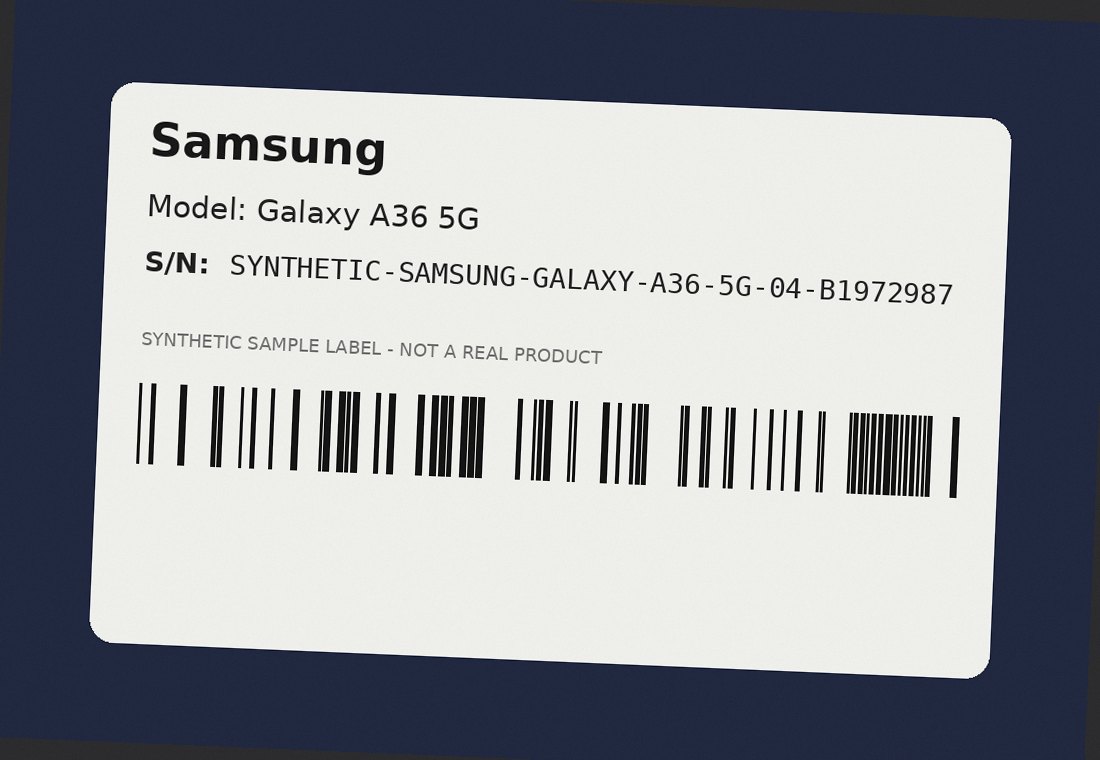 Samsung
Model: Galaxy A36 5G
S/N: SYNTHETIC-SAMSUNG-GALAXY-A36-5G-04-B1972987
SYNTHETIC SAMPLE LABEL - NOT A REAL PRODUCT